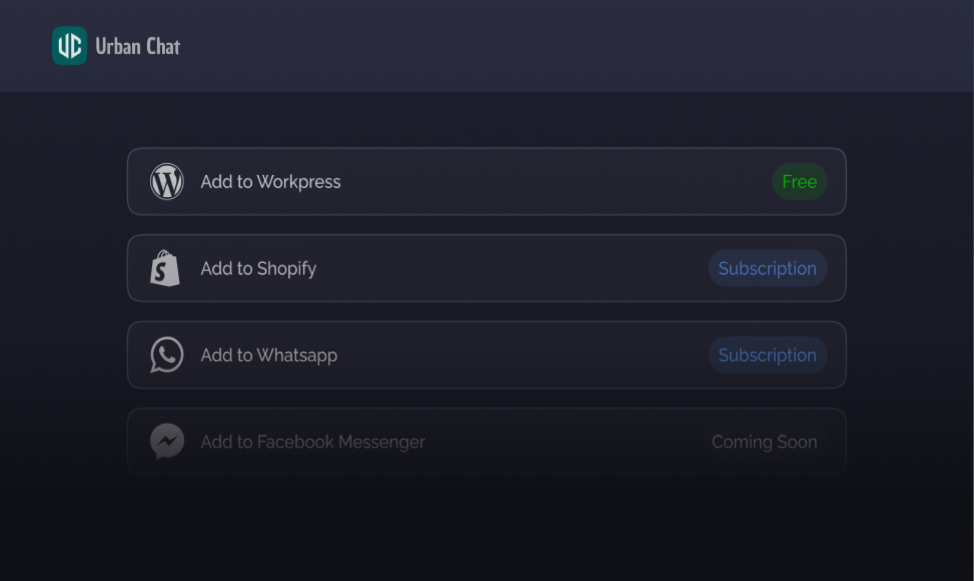 UC Urban Chat
Add to Workpress Free
Add to Shopify Subscription
Add to Whatsapp Subscription
Add to Facebook Messenger Coming Soon